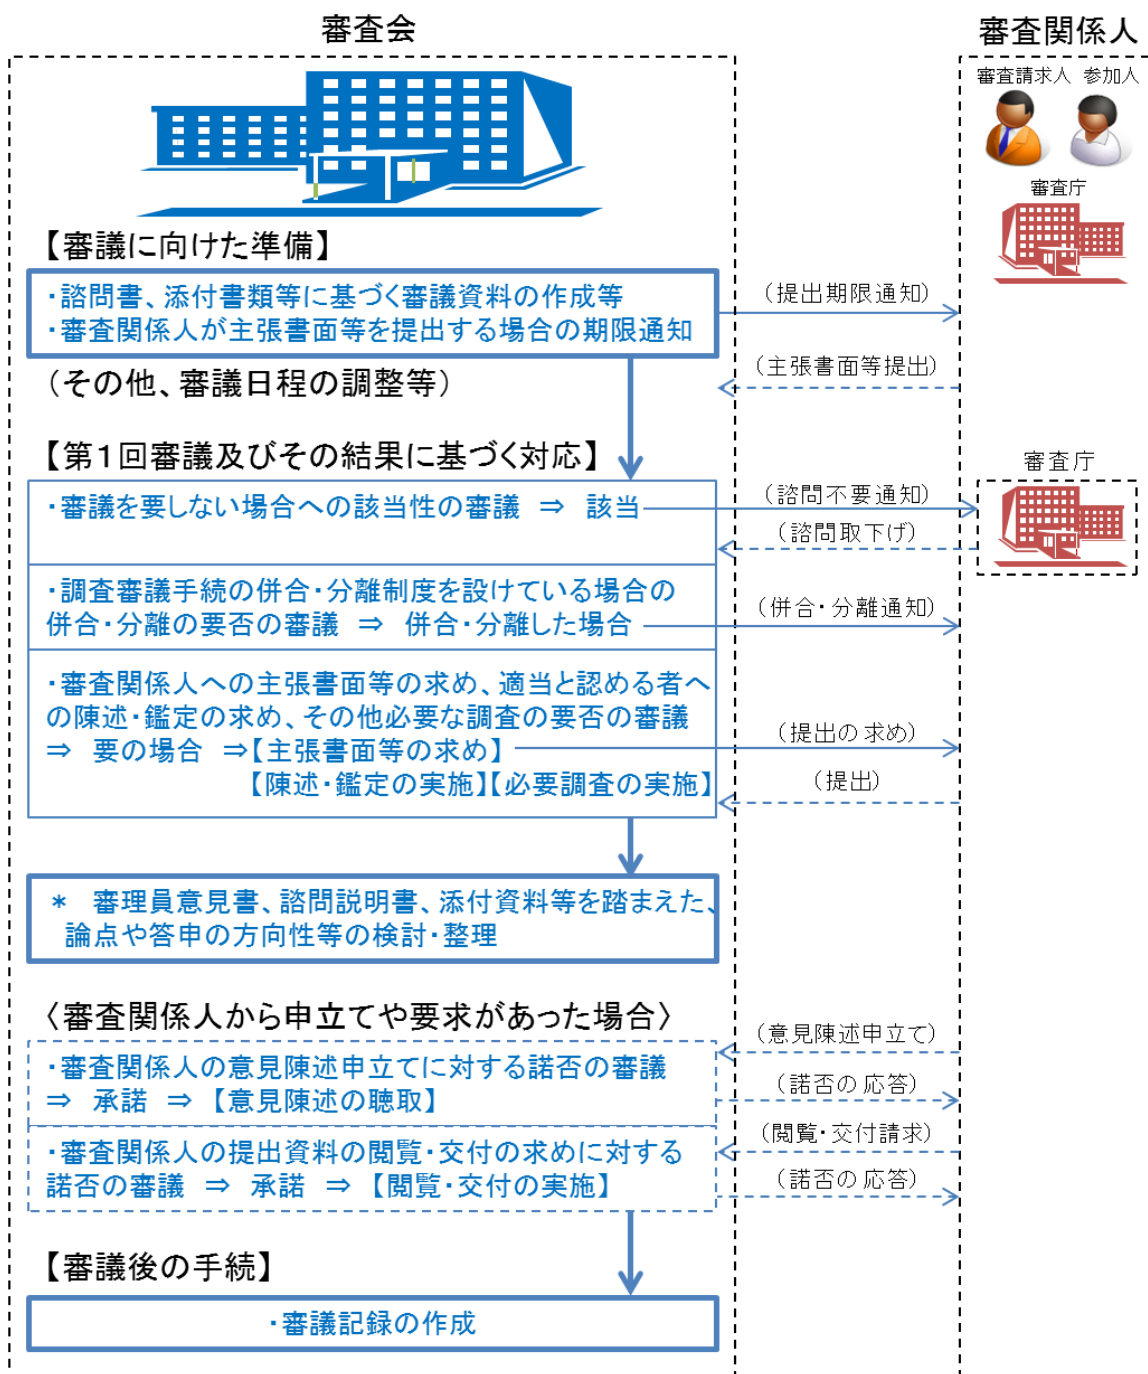 審査会
審査関係人
審査請求人 参加人
審査庁
【審議に向けた準備】
・諮問書、添付書類等に基づく審議資料の作成等
・審査関係人が主張書面等を提出する場合の期限通知
（提出期限通知）
（その他、審議日程の調整等）
（主張書面等提出）
【第１回審議及びその結果に基づく対応】
審査庁
・審議を要しない場合への該当性の審議 ⇒ 該当
（諮問不要通知）
（諮問取下げ）
・調査審議手続の併合・分離制度を設けている場合の
併合・分離の要否の審議 ⇒ 併合・分離した場合
（併合・分離通知）
・審査関係人への主張書面等の求め、適当と認める者へ
の陳述・鑑定の求め、その他必要な調査の要否の審議
⇒ 要の場合 ⇒【主張書面等の求め】
（提出の求め）
【陳述・鑑定の実施】【必要調査の実施】
（提出）
＊ 審理員意見書、諮問説明書、添付資料等を踏まえた、
論点や答申の方向性等の検討・整理
〈審査関係人から申立てや要求があった場合〉
（意見陳述申立て）
・審査関係人の意見陳述申立てに対する諾否の審議
⇒ 承諾 ⇒【意見陳述の聴取】
（諾否の応答）
（閲覧・交付請求）
・審査関係人の提出資料の閲覧・交付の求めに対する
諾否の審議 ⇒ 承諾 ⇒【閲覧・交付の実施】
（諾否の応答）
【審議後の手続】
・審議記録の作成